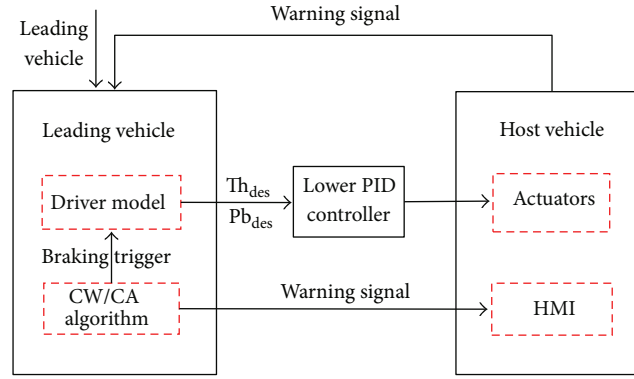 Warning signal
Leading
vehicle
Leading vehicle
Host vehicle
Driver model
Th_des
Pb_des
Lower PID
controller
Actuators
Braking trigger
CW/CA
algorithm
Warning signal
HMI